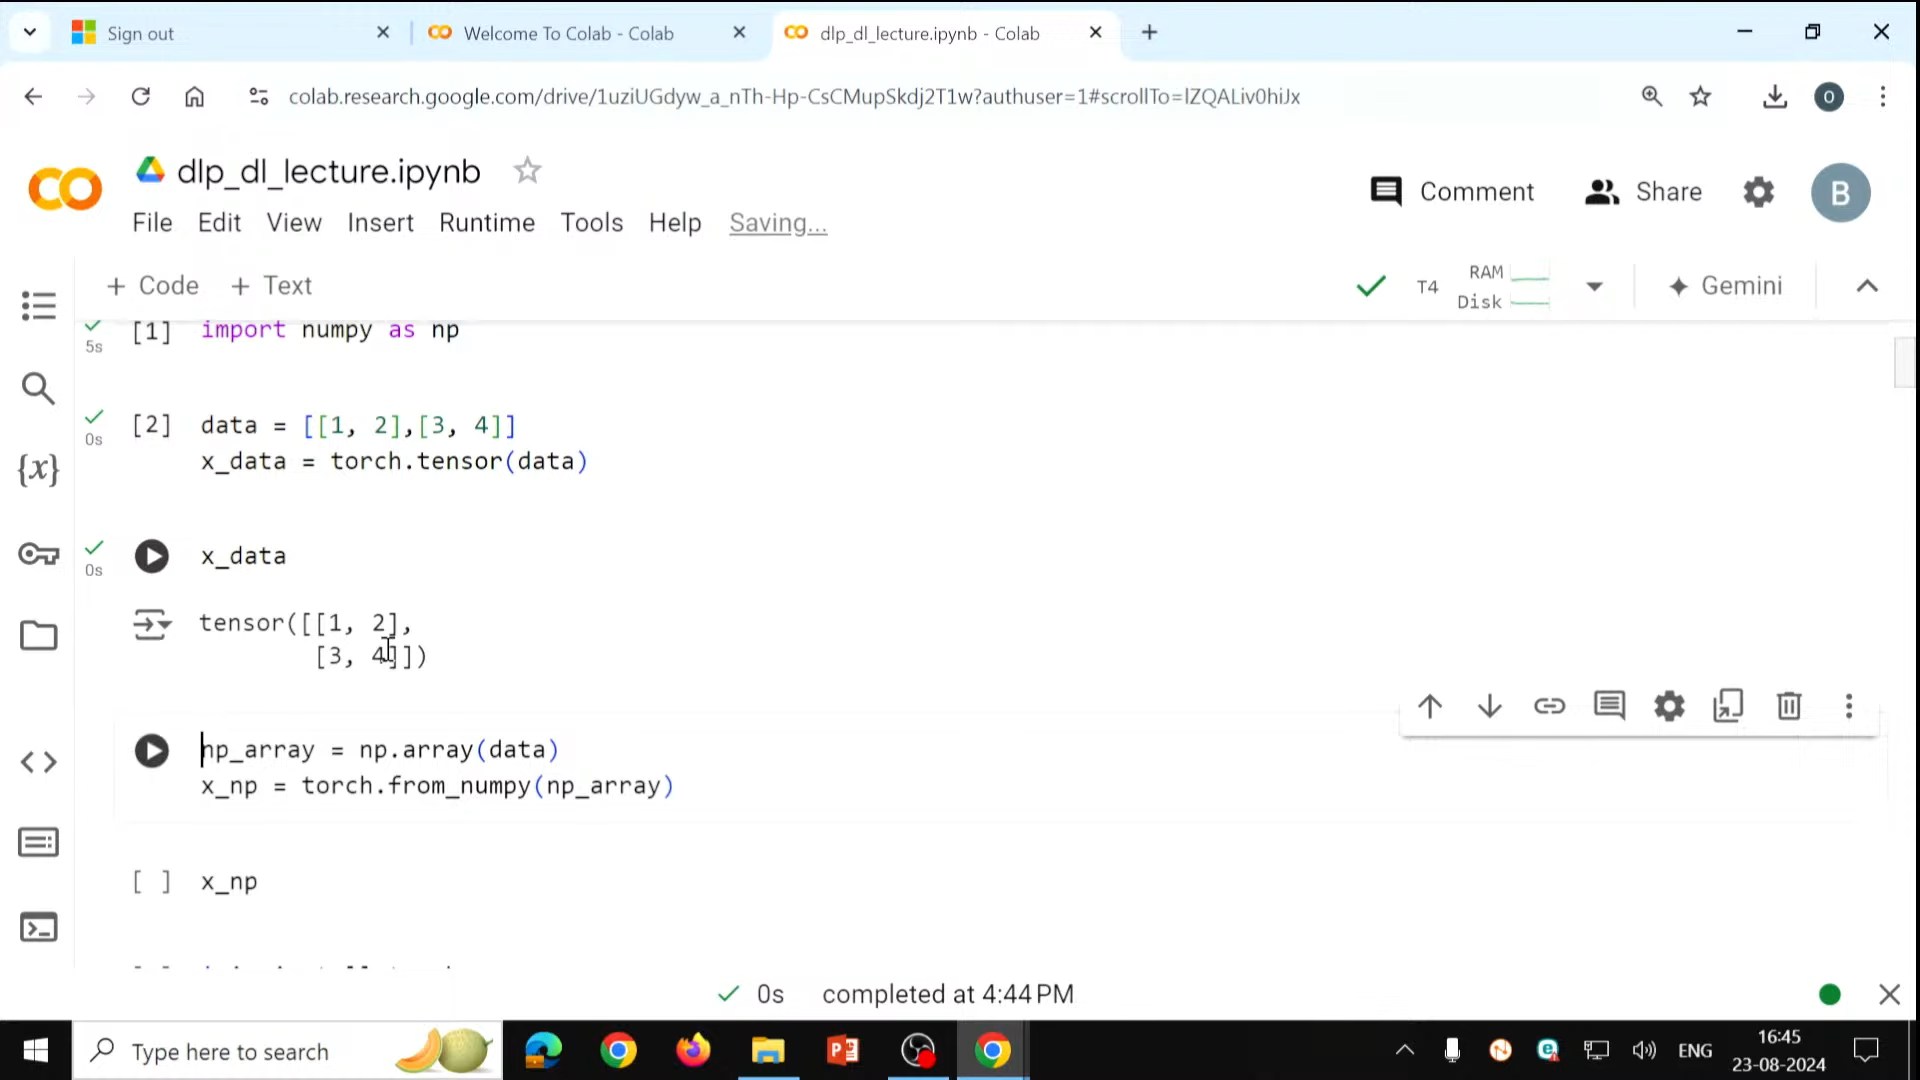 Sign out
Welcome To Colab - Colab
dlp_dl_lecture.ipynb - Colab
colab.research.google.com/drive/1uziUGdyw_a_nTh-Hp-CsCMupSkdj2T1w?authuser=1#scrollTo=lZQALiv0hiJx
O
dlp_dl_lecture.ipynb
Comment
Share
B
File Edit View Insert Runtime Tools Help Saving...
+ Code + Text
T4
RAM
Disk
Gemini
[1] import numpy as np
5s
[2] data = [[1, 2],[3, 4]]
0s
x_data = torch.tensor(data)
{x}
x_data
0s
tensor([[1, 2],
[3, 4]])
np_array = np.array(data)
x_np = torch.from_numpy(np_array)
[ ] x_np
0s completed at 4:44 PM
Type here to search
ENG
16:45
23-08-2024